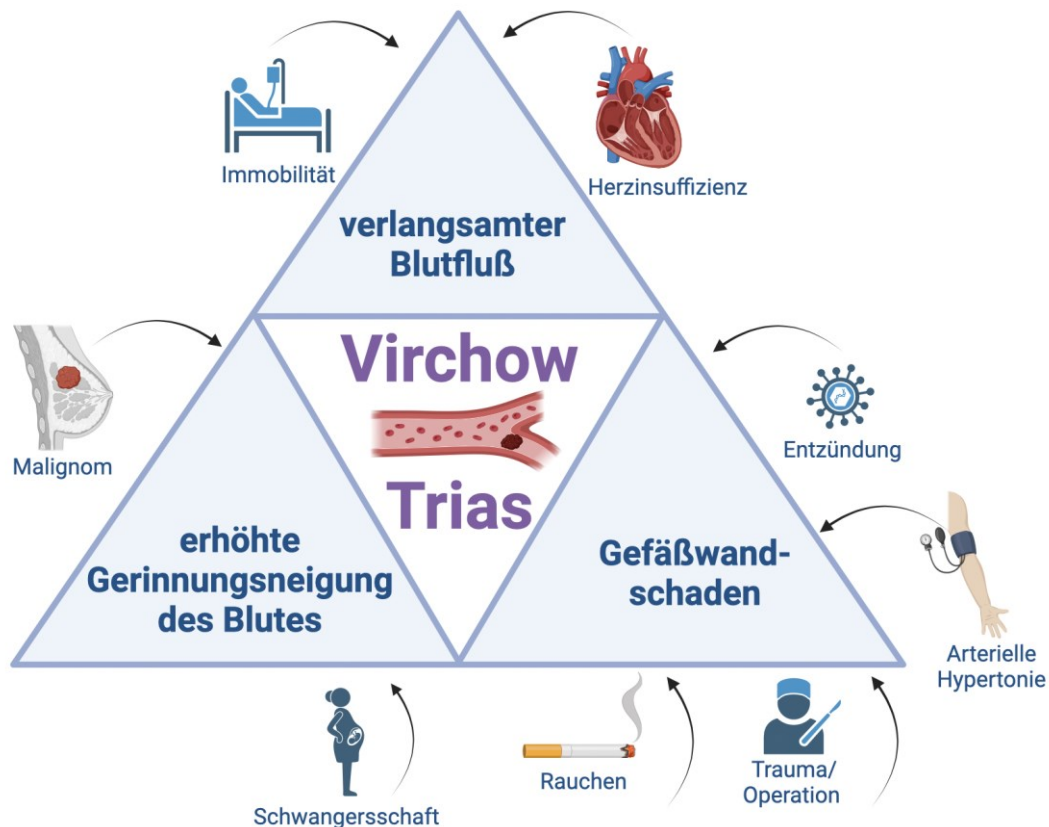 Immobilität
Herzinsuffizienz
verlangsamter
Blutfluß
Virchow
Trias
Malignom
Entzündung
erhöhte
Gerinnungsneigung
des Blutes
Gefäßwand-
schaden
Arterielle
Hypertonie
Schwangersschaft
Rauchen
Trauma/
Operation